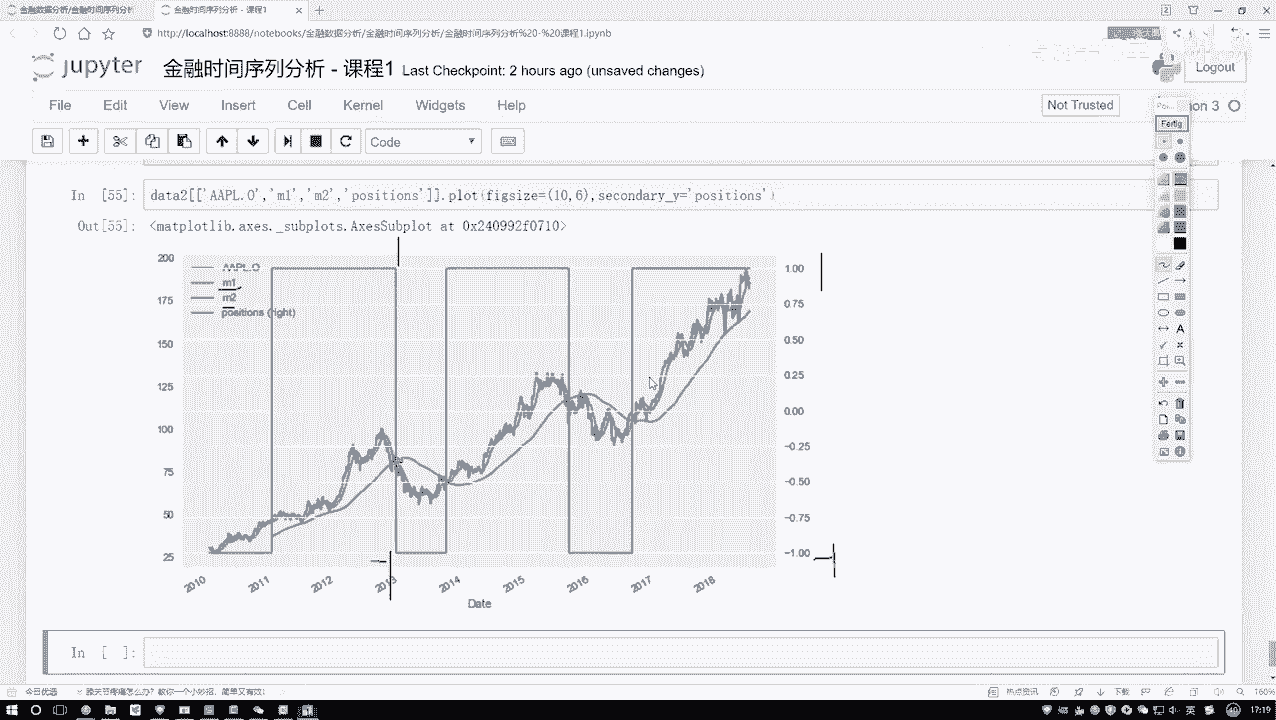 金融数据分析/金融时间序列分析
金融时间序列分析 - 课程1
http://localhost:8888/notebooks/金融数据分析/金融时间序列分析/金融时间序列分析%20-%20课程1.ipynb
jupyter 金融时间序列分析 - 课程1 Last Checkpoint: 2 hours ago (unsaved changes)
Logout
File Edit View Insert Cell Kernel Widgets Help
Not Trusted
Fertig
Code
In [55]: data2[['AAPL.O','m1','m2','positions']].plot(figsize=(10,6),secondary_y='positions')
Out[55]: <matplotlib.axes._subplots.AxesSubplot at 0x240992f0710>
AAPL.O
m1
m2
positions (right)
200
175
150
125
100
75
50
25
1.00
0.75
0.50
0.25
0.00
-0.25
-0.50
-0.75
-1.00
2010 2011 2012 2013 2014 2015 2016 2017 2018
Date
In [ ]:
今日优选
热点资讯
下载
160%
17:19